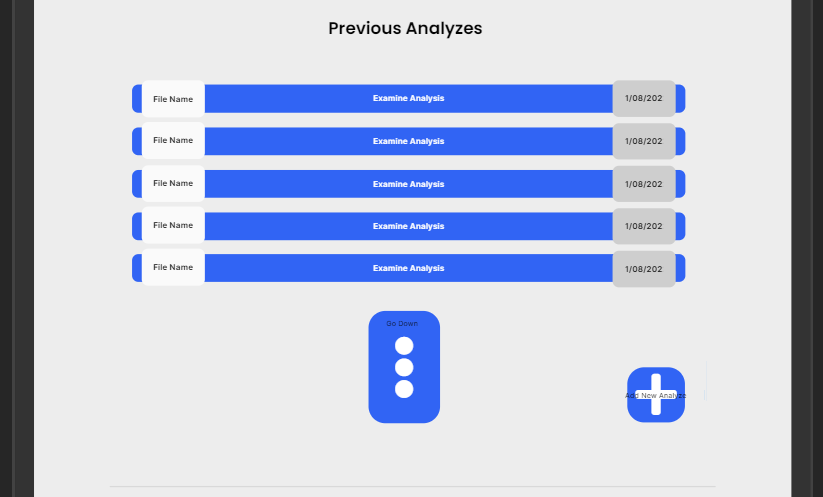 Previous Analyzes
File Name Examine Analysis 1/08/202
File Name Examine Analysis 1/08/202
File Name Examine Analysis 1/08/202
File Name Examine Analysis 1/08/202
File Name Examine Analysis 1/08/202
Go Down
Add New Analyze